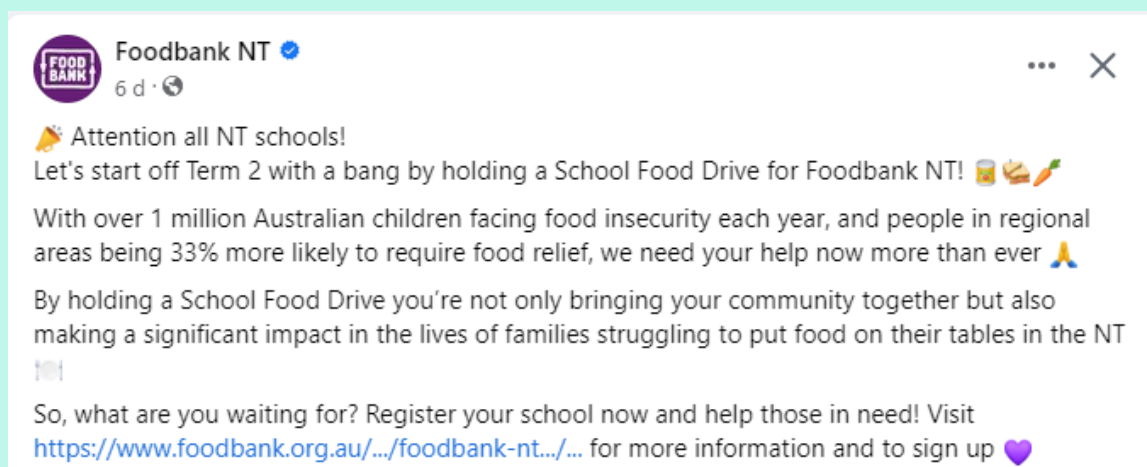 FOOD
BANK
Foodbank NT
6 d ·
📣 Attention all NT schools!
Let's start off Term 2 with a bang by holding a School Food Drive for Foodbank NT! 🥫🥪🥕
With over 1 million Australian children facing food insecurity each year, and people in regional
areas being 33% more likely to require food relief, we need your help now more than ever 🙏
By holding a School Food Drive you’re not only bringing your community together but also
making a significant impact in the lives of families struggling to put food on their tables in the NT
🍽️
So, what are you waiting for? Register your school now and help those in need! Visit
https://www.foodbank.org.au/.../foodbank-nt.../... for more information and to sign up 💜